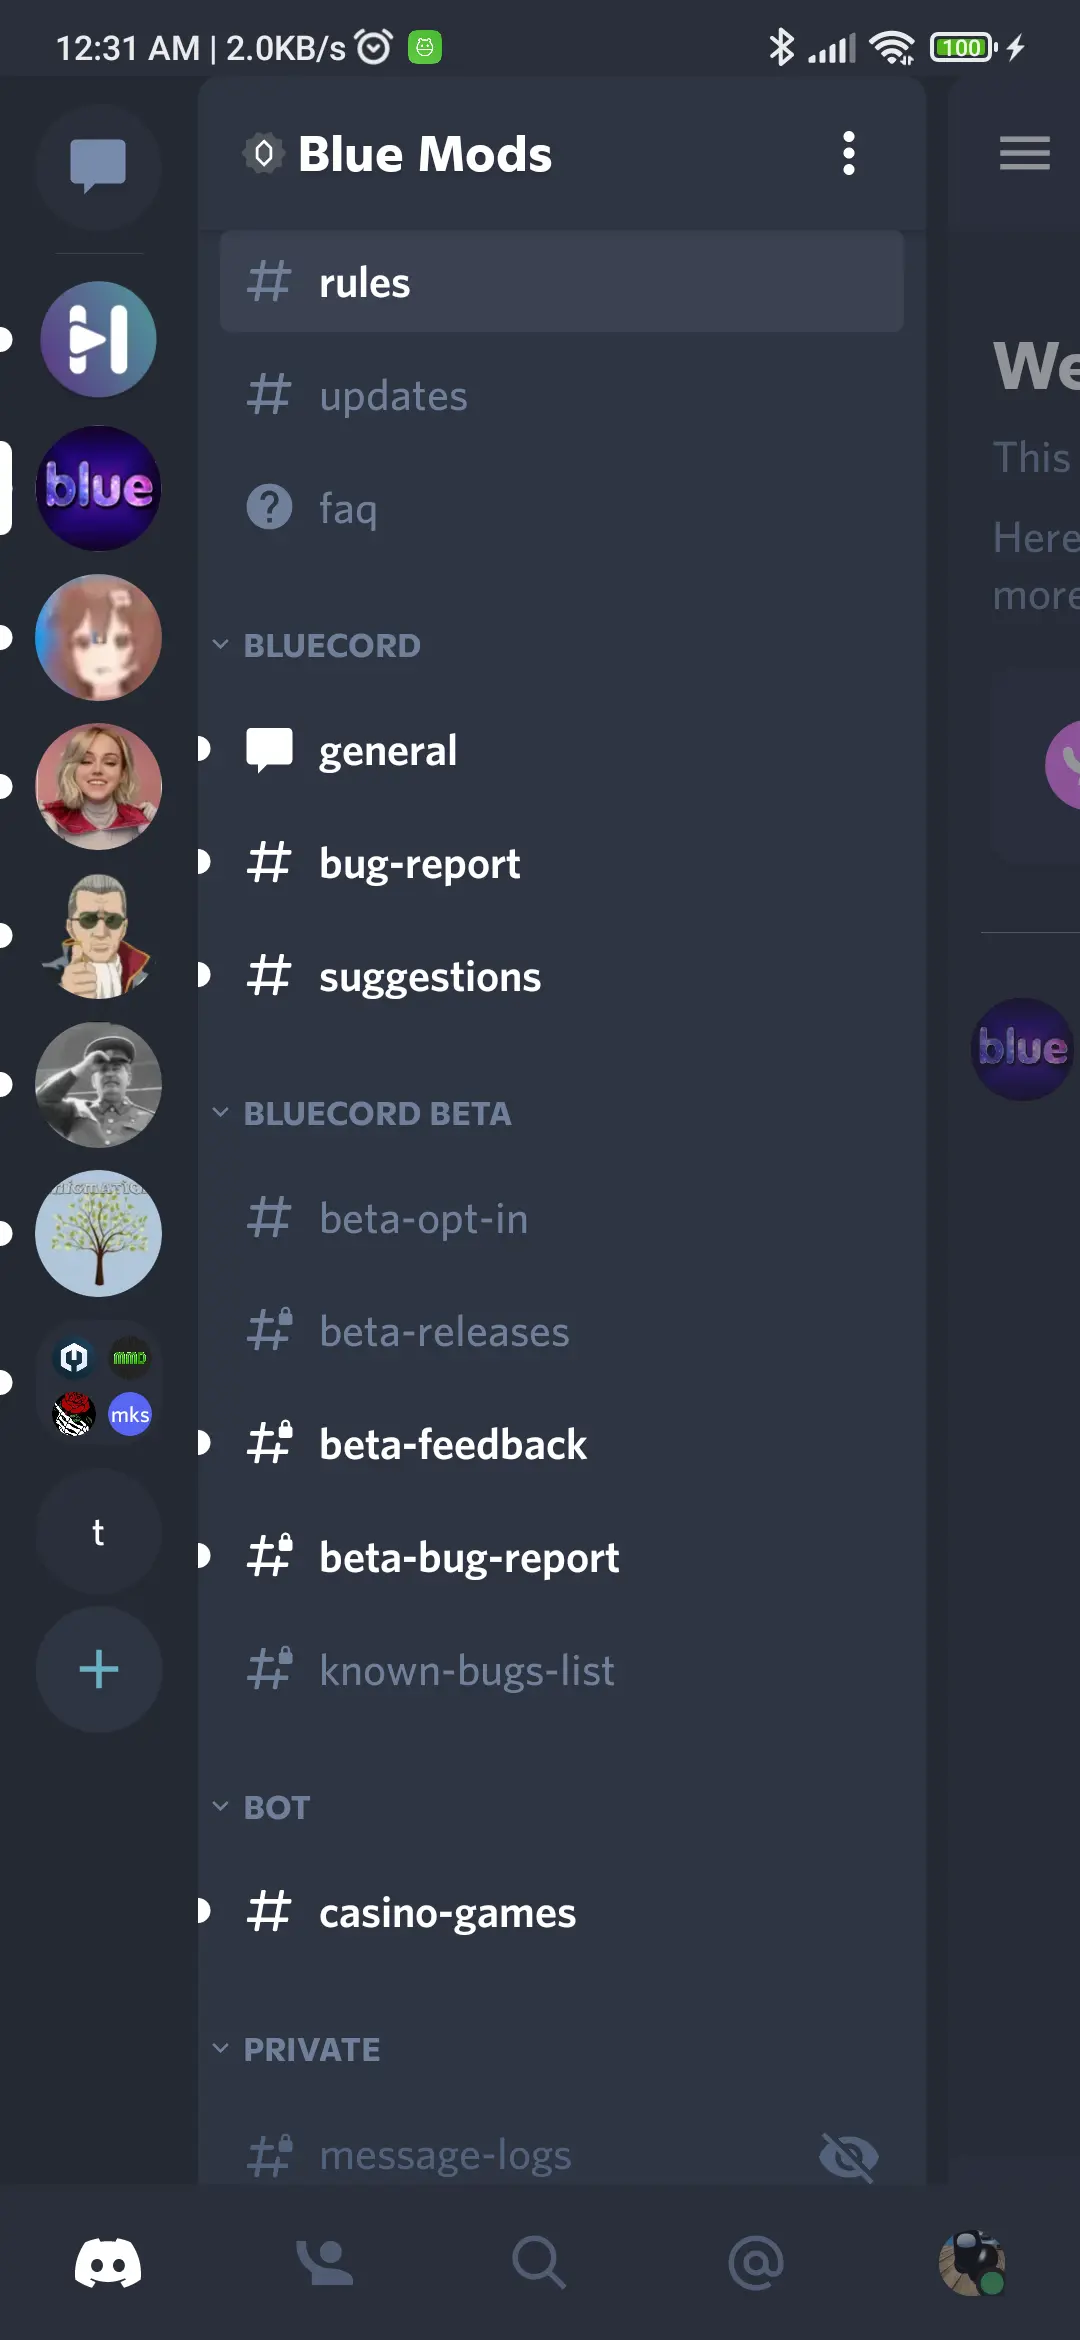 12:31 AM | 2.0KB/s
100
Blue Mods
rules
updates
faq
BLUECORD
general
bug-report
suggestions
BLUECORD BETA
beta-opt-in
beta-releases
beta-feedback
beta-bug-report
known-bugs-list
BOT
casino-games
PRIVATE
message-logs
blue
mmd
mks
t
We
This
Here
more
blue